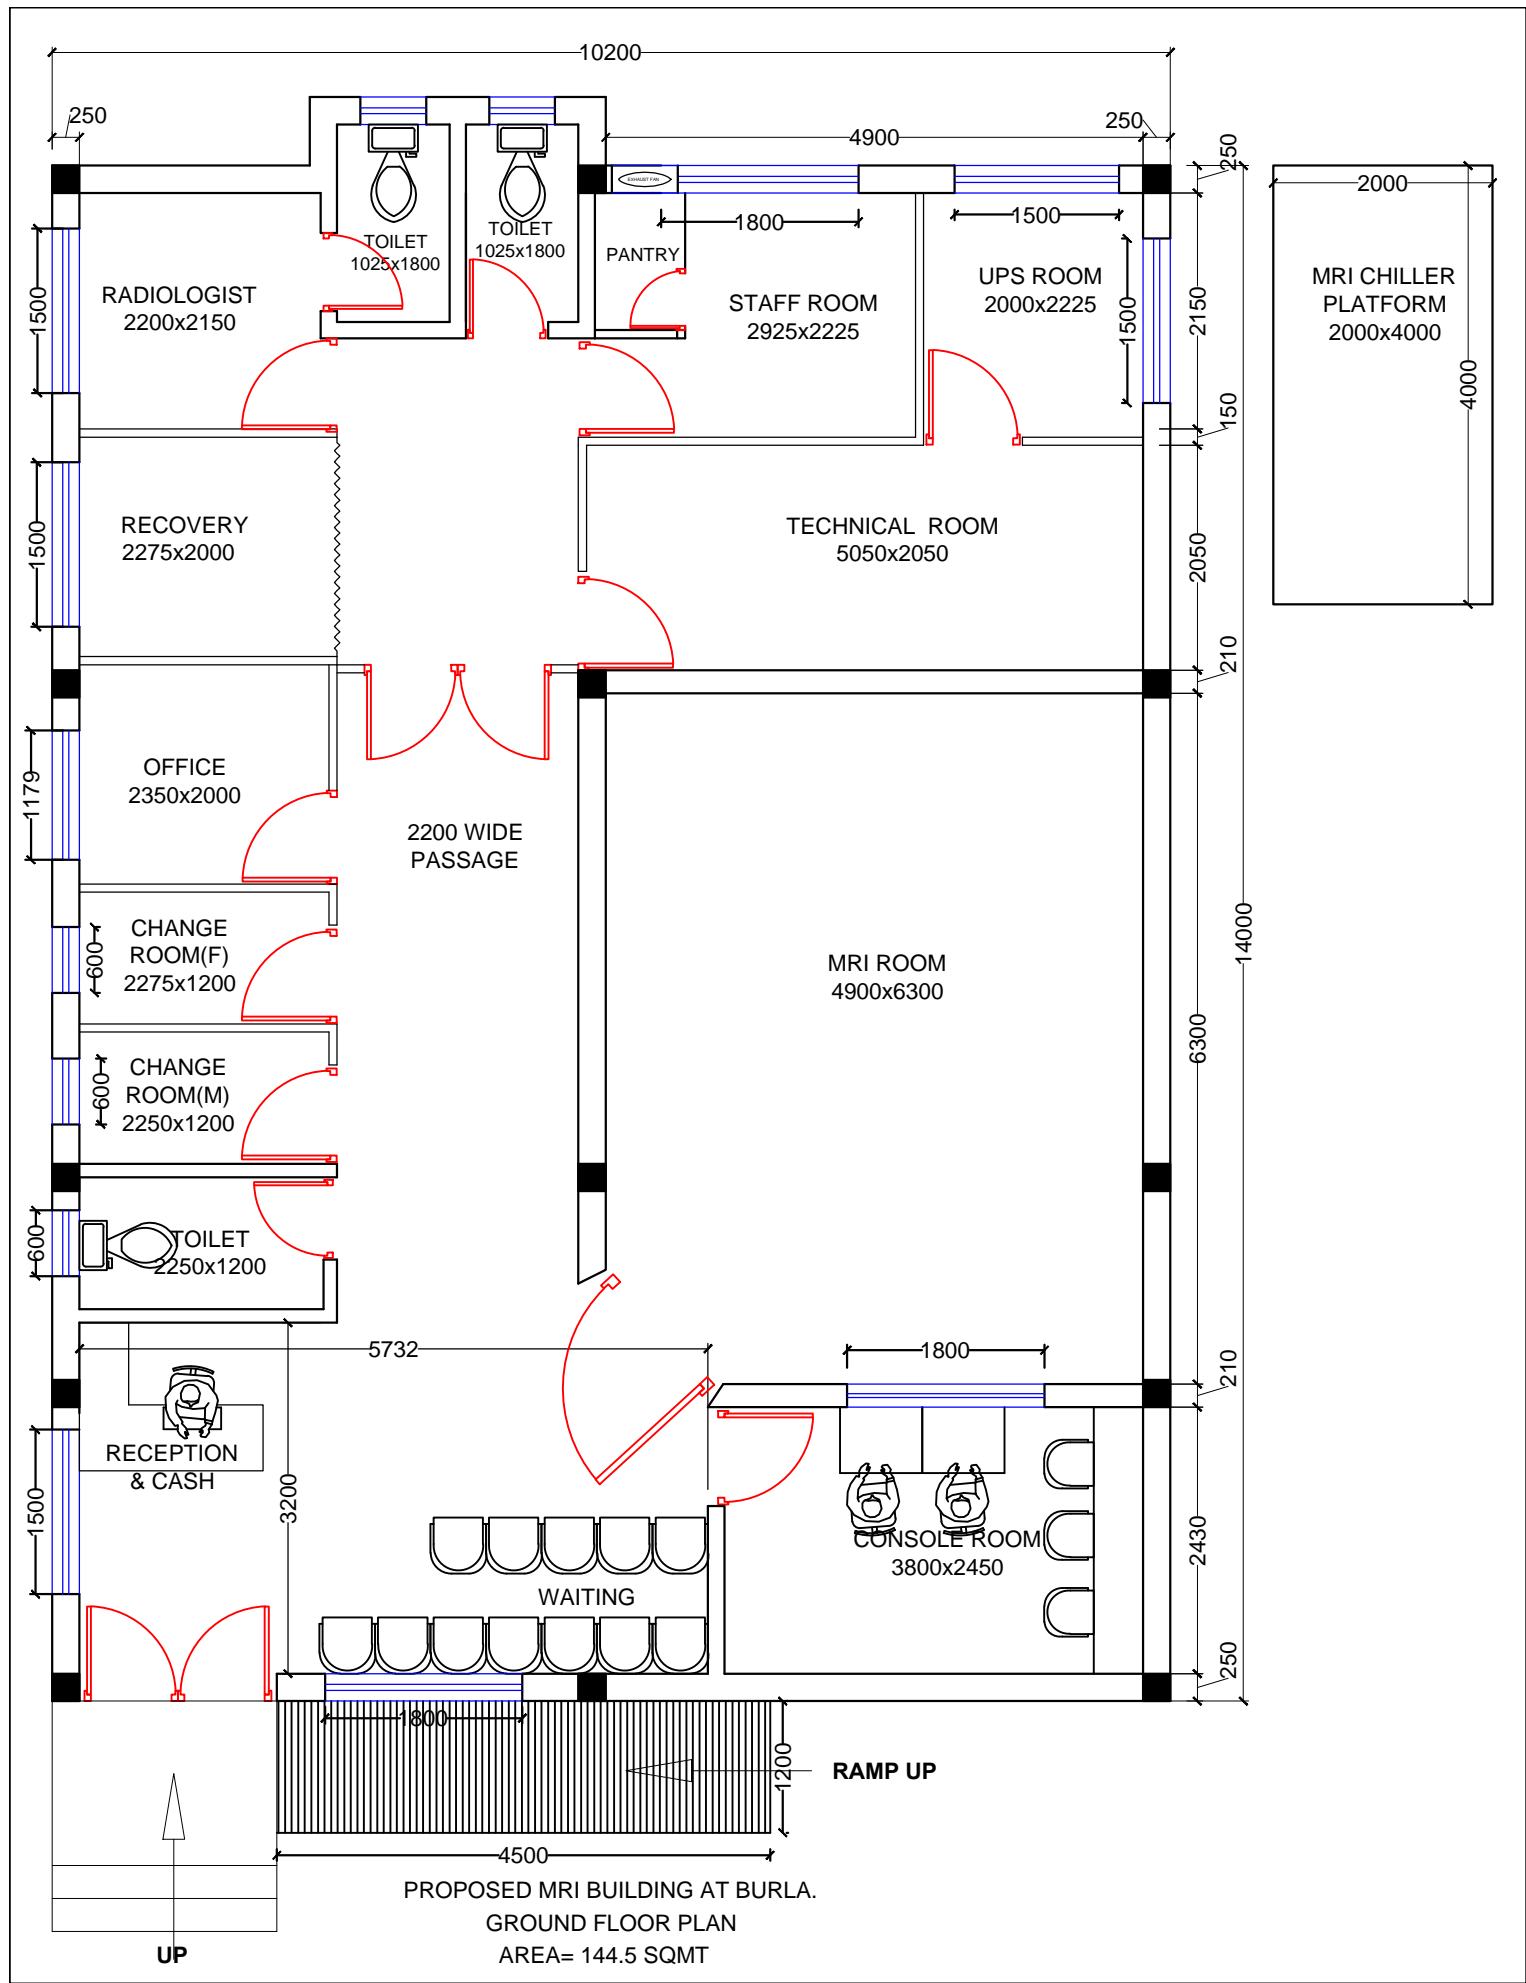 10200
250
4900
250
250
2000
EXHAUST FAN
1800
1500
TOILET
1025x1800
TOILET
1025x1800
PANTRY
RADIOLOGIST
2200x2150
1500
STAFF ROOM
2925x2225
UPS ROOM
2000x2225
1500
2150
MRI CHILLER
PLATFORM
2000x4000
4000
150
RECOVERY
2275x2000
1500
TECHNICAL ROOM
5050x2050
2050
210
OFFICE
2350x2000
1179
2200 WIDE
PASSAGE
CHANGE
ROOM(F)
2275x1200
600
MRI ROOM
4900x6300
14000
6300
CHANGE
ROOM(M)
2250x1200
600
TOILET
2250x1200
600
5732
1800
210
RECEPTION
& CASH
1500
3200
WAITING
CONSOLE ROOM
3800x2450
2430
250
1800
1200
RAMP UP
4500
PROPOSED MRI BUILDING AT BURLA.
GROUND FLOOR PLAN
AREA= 144.5 SQMT
UP